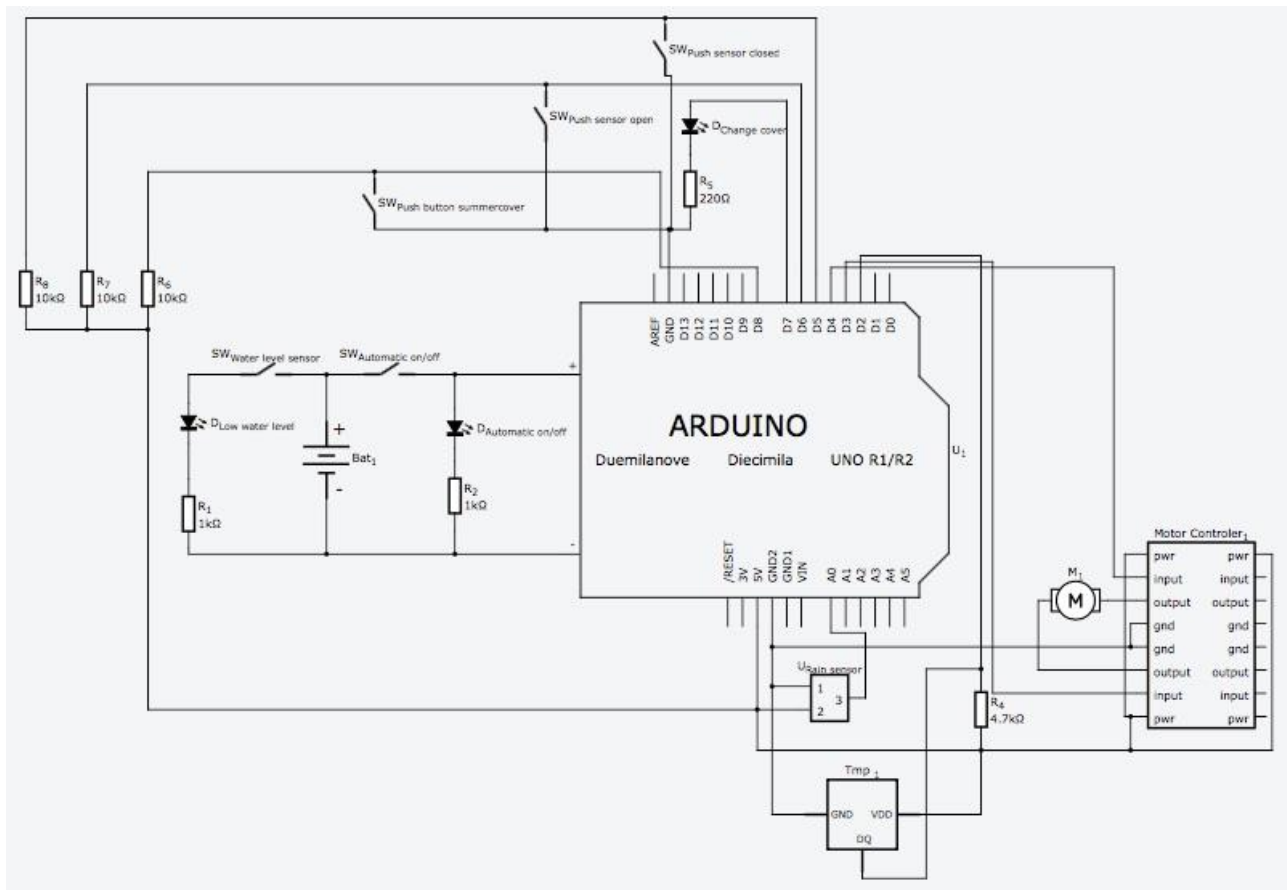 SWPush sensor closed
SWPush sensor open
DChange cover
R5
220Ω
SWPush button summercover
R8
10kΩ
R7
10kΩ
R6
10kΩ
AREF
GND
D13
D12
D11
D10
D9
D8
D7
D6
D5
D4
D3
D2
D1
D0
SWWater level sensor
SWAutomatic on/off
+
DLow water level
+
Bat1
-
DAutomatic on/off
R1
1kΩ
R2
1kΩ
-
ARDUINO
Duemilanove Diecimila UNO R1/R2
U1
/RESET
3V
5V
GND2
GND1
VIN
A0
A1
A2
A3
A4
A5
Motor Controler1
pwr pwr
input input
output output
gnd gnd
gnd gnd
output output
input input
pwr pwr
M1
M
URain sensor
1
2
3
R4
4.7kΩ
Tmp 1
GND VDD
DQ